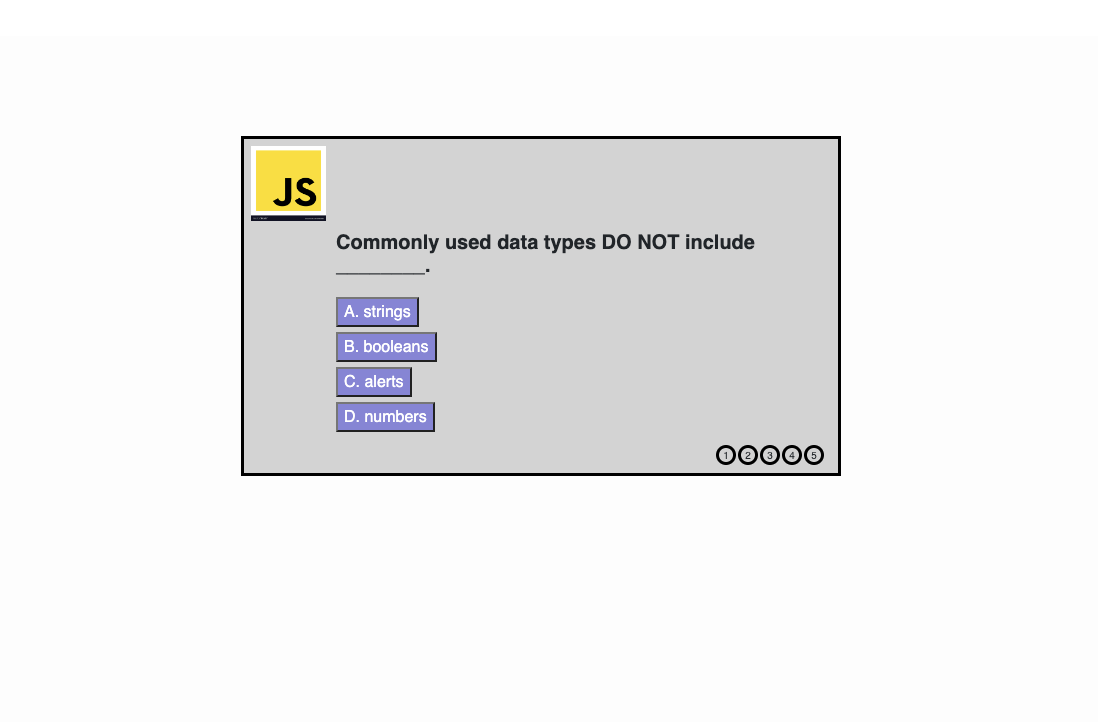 JS
Commonly used data types DO NOT include
________.
A. strings
B. booleans
C. alerts
D. numbers
1 2 3 4 5